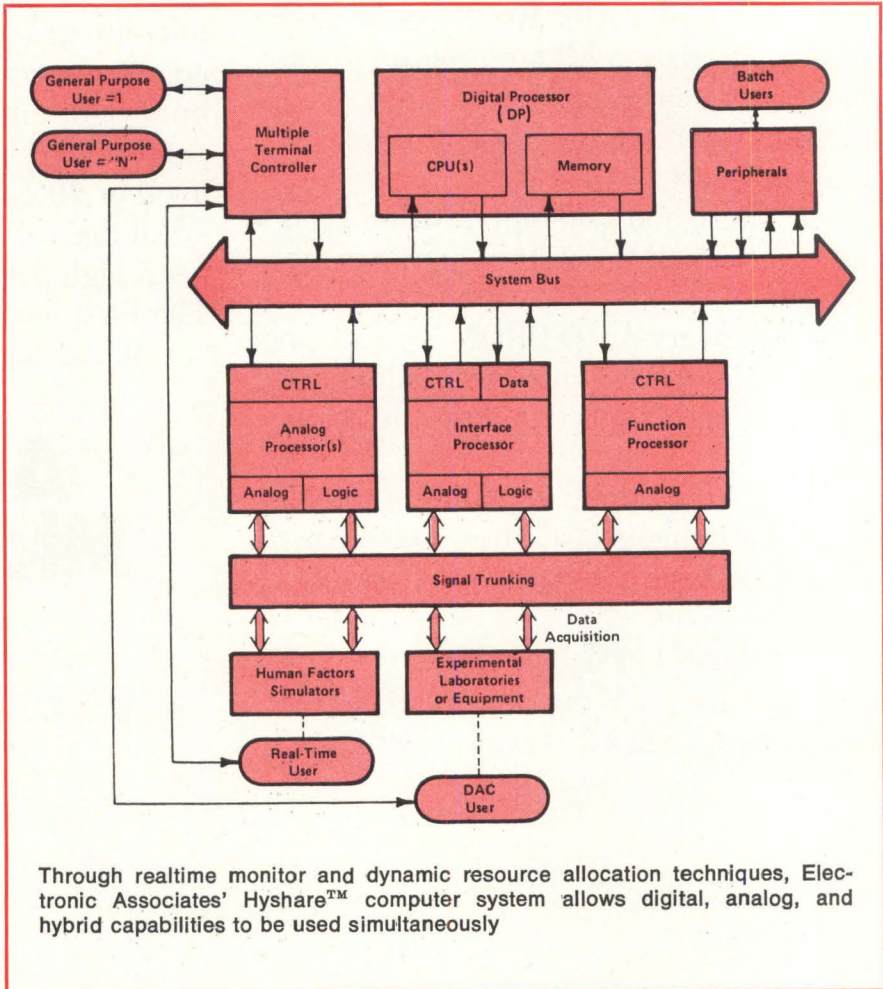 General Purpose
User =1
General Purpose
User = "N"
Multiple
Terminal
Controller
Digital Processor
(DP)
CPU(s)
Memory
Batch
Users
Peripherals
System Bus
CTRL
Analog
Processor(s)
Analog
Logic
CTRL
Data
Interface
Processor
Analog
Logic
CTRL
Function
Processor
Analog
Signal Trunking
Data
Acquisition
Human Factors
Simulators
Experimental
Laboratories
or Equipment
Real-Time
User
DAC
User
Through realtime monitor and dynamic resource allocation techniques, Elec-
tronic Associates' Hyshare™ computer system allows digital, analog, and
hybrid capabilities to be used simultaneously